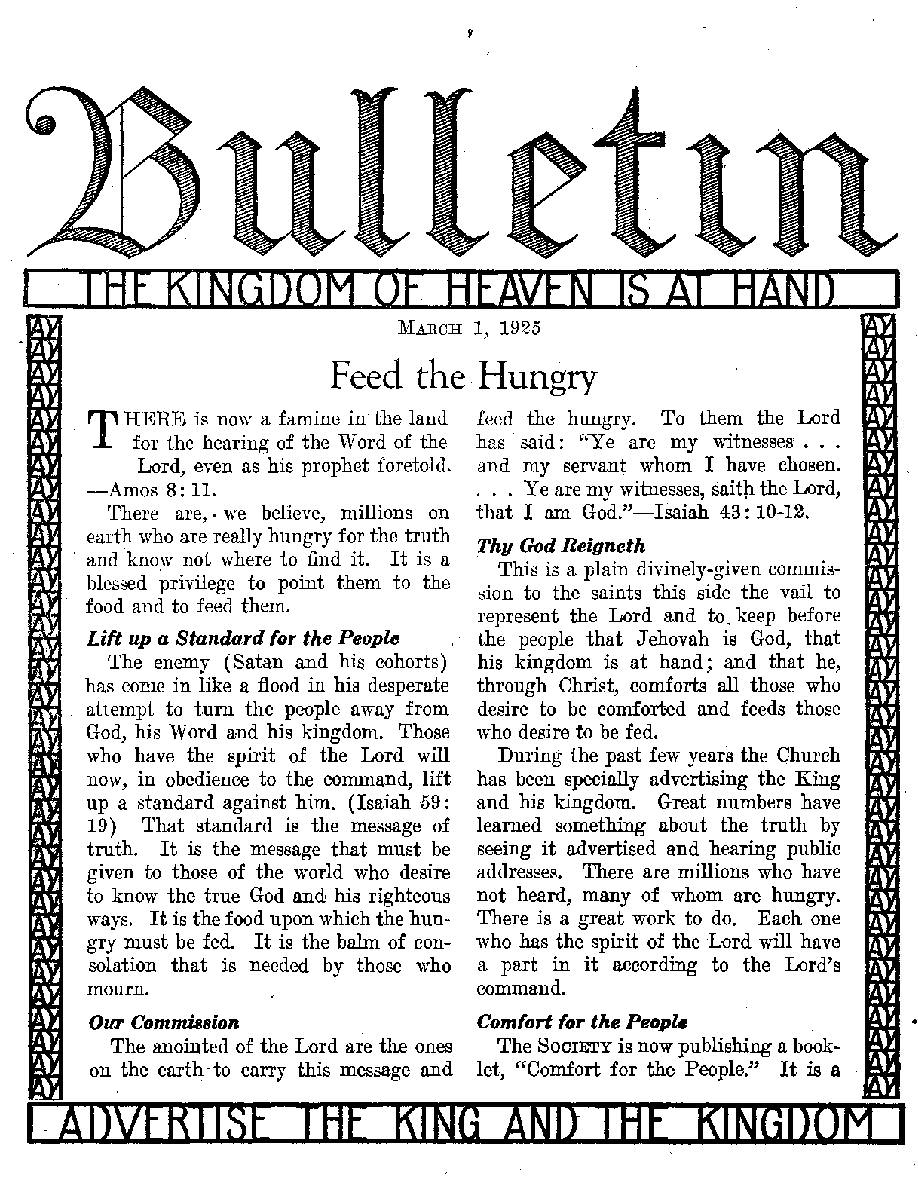 Bulletin
THE KINGDOM OF HEAVEN IS AT HAND
MARCH 1, 1925
Feed the Hungry
THERE is now a famine in the land
for the hearing of the Word of the
Lord, even as his prophet foretold.
—Amos 8:11.
There are, we believe, millions on
earth who are really hungry for the truth
and know not where to find it. It is a
blessed privilege to point them to the
food and to feed them.
Lift up a Standard for the People
The enemy (Satan and his cohorts)
has come in like a flood in his desperate
attempt to turn the people away from
God, his Word and his kingdom. Those
who have the spirit of the Lord will
now, in obedience to the command, lift
up a standard against him. (Isaiah 59:
19) That standard is the message of
truth. It is the message that must be
given to those of the world who desire
to know the true God and his righteous
ways. It is the food upon which the hun-
gry must be fed. It is the balm of con-
solation that is needed by those who
mourn.
Our Commission
The anointed of the Lord are the ones
on the earth to carry this message and
feed the hungry. To them the Lord
has said: "Ye are my witnesses . . .
and my servant whom I have chosen.
. . . Ye are my witnesses, saith the Lord,
that I am God."—Isaiah 43:10-12.
Thy God Reigneth
This is a plain divinely-given commis-
sion to the saints this side the vail to
represent the Lord and to keep before
the people that Jehovah is God, that
his kingdom is at hand; and that he,
through Christ, comforts all those who
desire to be comforted and feeds those
who desire to be fed.
During the past few years the Church
has been specially advertising the King
and his kingdom. Great numbers have
learned something about the truth by
seeing it advertised and hearing public
addresses. There are millions who have
not heard, many of whom are hungry.
There is a great work to do. Each one
who has the spirit of the Lord will have
a part in it according to the Lord's
command.
Comfort for the People
The SOCIETY is now publishing a book-
let, "Comfort for the People." It is a
ADVERTISE THE KING AND THE KINGDOM